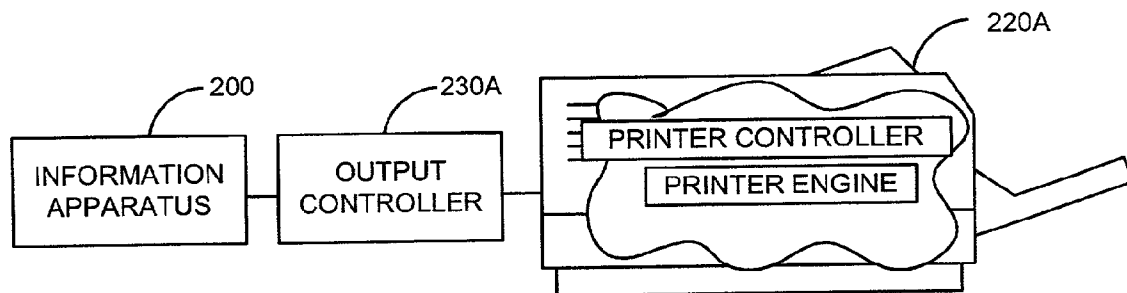 220A
200
230A
INFORMATION
APPARATUS
OUTPUT
CONTROLLER
PRINTER CONTROLLER
PRINTER ENGINE